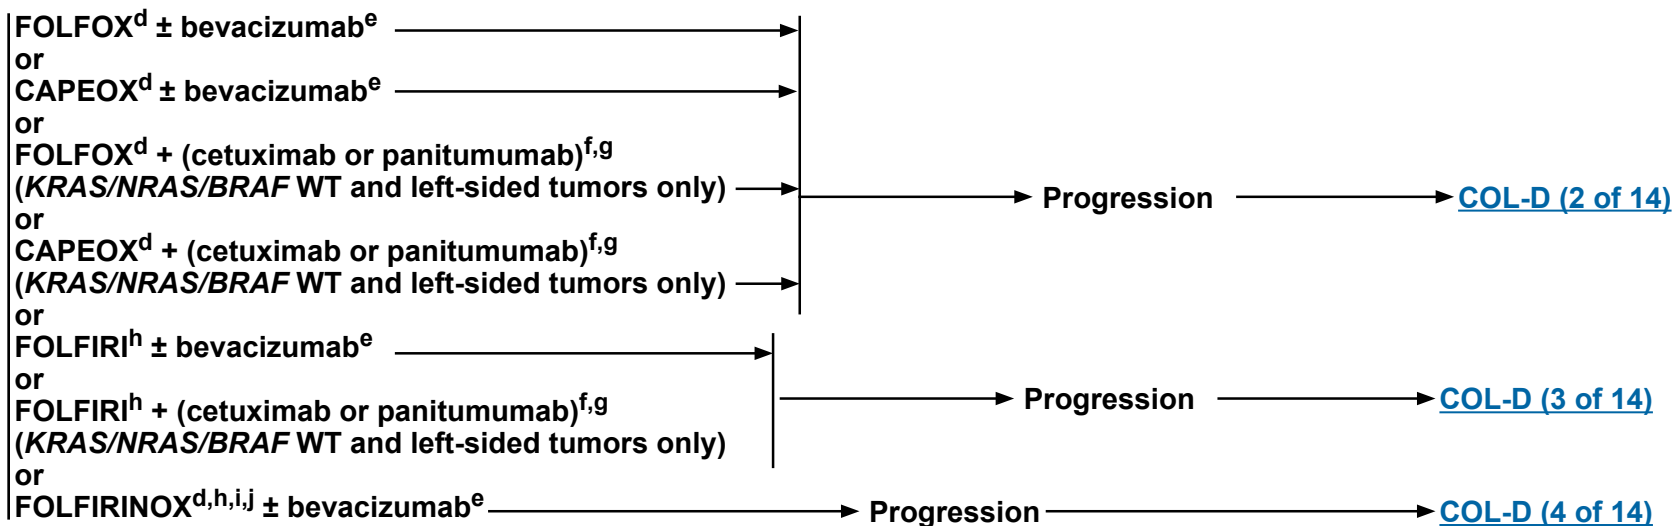 FOLFOXᵈ ± bevacizumabᵉ
or
CAPEOXᵈ ± bevacizumabᵉ
or
FOLFOXᵈ + (cetuximab or panitumumab)ᶠ,ᵍ
(KRAS/NRAS/BRAF WT and left-sided tumors only)
or
CAPEOXᵈ + (cetuximab or panitumumab)ᶠ,ᵍ
(KRAS/NRAS/BRAF WT and left-sided tumors only)
or
FOLFIRIʰ ± bevacizumabᵉ
or
FOLFIRIʰ + (cetuximab or panitumumab)ᶠ,ᵍ
(KRAS/NRAS/BRAF WT and left-sided tumors only)
or
FOLFIRINOXᵈ,ʰ,ⁱ,ʲ ± bevacizumabᵉ
Progression
COL-D (2 of 14)
Progression
COL-D (3 of 14)
Progression
COL-D (4 of 14)